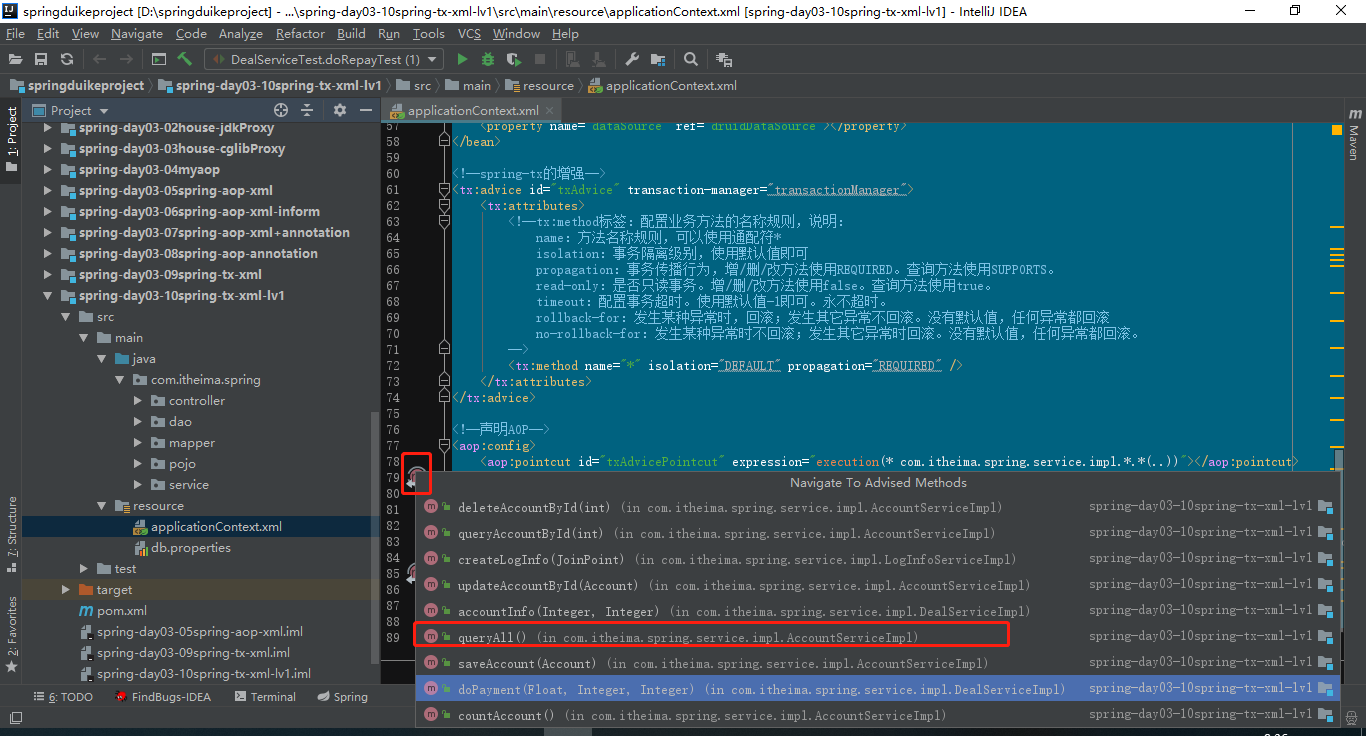 springduikeproject [D:\springduikeproject] - ...\spring-day03-10spring-tx-xml-lv1\src\main\resource\applicationContext.xml [spring-day03-10spring-tx-xml-lv1] - IntelliJ IDEA
File Edit View Navigate Code Analyze Refactor Build Run Tools VCS Window Help
DealServiceTest.doRepayTest (1)
springduikeproject spring-day03-10spring-tx-xml-lv1 src main resource applicationContext.xml
1: Project
7: Structure
2: Favorites
Project
spring-day03-02house-jdkProxy
spring-day03-03house-cglibProxy
spring-day03-04myaop
spring-day03-05spring-aop-xml
spring-day03-06spring-aop-xml-inform
spring-day03-07spring-aop-xml+annotation
spring-day03-08spring-aop-annotation
spring-day03-09spring-tx-xml
spring-day03-10spring-tx-xml-lv1
src
main
java
com.itheima.spring
controller
dao
mapper
pojo
service
resource
applicationContext.xml
db.properties
test
target
pom.xml
spring-day03-05spring-aop-xml.iml
spring-day03-09spring-tx-xml.iml
spring-day03-10spring-tx-xml-lv1.iml
applicationContext.xml
57 <property name="dataSource" ref="druidDataSource"></property>
58 </bean>
59
60 <!--spring-tx的增强-->
61 <tx:advice id="txAdvice" transaction-manager="transactionManager">
62 <tx:attributes>
63 <!--tx:method标签：配置业务方法的名称规则，说明：
64 name：方法名称规则，可以使用通配符*
65 isolation：事务隔离级别，使用默认值即可
66 propagation：事务传播行为，增/删/改方法使用REQUIRED。查询方法使用SUPPORTS。
67 read-only：是否只读事务。增/删/改方法使用false。查询方法使用true。
68 timeout：配置事务超时。使用默认值-1即可。永不超时。
69 rollback-for：发生某种异常时，回滚；发生其它异常不回滚。没有默认值，任何异常都回滚
70 no-rollback-for：发生某种异常时不回滚；发生其它异常时回滚。没有默认值，任何异常都回滚。
71 -->
72 <tx:method name="*" isolation="DEFAULT" propagation="REQUIRED" />
73 </tx:attributes>
74 </tx:advice>
75
76 <!--声明AOP-->
77 <aop:config>
78 <aop:pointcut id="txAdvicePointcut" expression="execution(* com.itheima.spring.service.impl.*.*(..))"></aop:pointcut>
79
80
81
82
83
84
85
86
87
88
89
Navigate To Advised Methods
deleteAccountById(int) (in com.itheima.spring.service.impl.AccountServiceImpl) spring-day03-10spring-tx-xml-lv1
queryAccountById(int) (in com.itheima.spring.service.impl.AccountServiceImpl) spring-day03-10spring-tx-xml-lv1
createLogInfo(JoinPoint) (in com.itheima.spring.service.impl.LogInfoServiceImpl) spring-day03-10spring-tx-xml-lv1
updateAccountById(Account) (in com.itheima.spring.service.impl.AccountServiceImpl) spring-day03-10spring-tx-xml-lv1
accountInfo(Integer, Integer) (in com.itheima.spring.service.impl.DealServiceImpl) spring-day03-10spring-tx-xml-lv1
queryAll() (in com.itheima.spring.service.impl.AccountServiceImpl) spring-day03-10spring-tx-xml-lv1
saveAccount(Account) (in com.itheima.spring.service.impl.AccountServiceImpl) spring-day03-10spring-tx-xml-lv1
doPayment(Float, Integer, Integer) (in com.itheima.spring.service.impl.DealServiceImpl) spring-day03-10spring-tx-xml-lv1
countAccount() (in com.itheima.spring.service.impl.AccountServiceImpl) spring-day03-10spring-tx-xml-lv1
Maven
6: TODO FindBugs-IDEA Terminal Spring